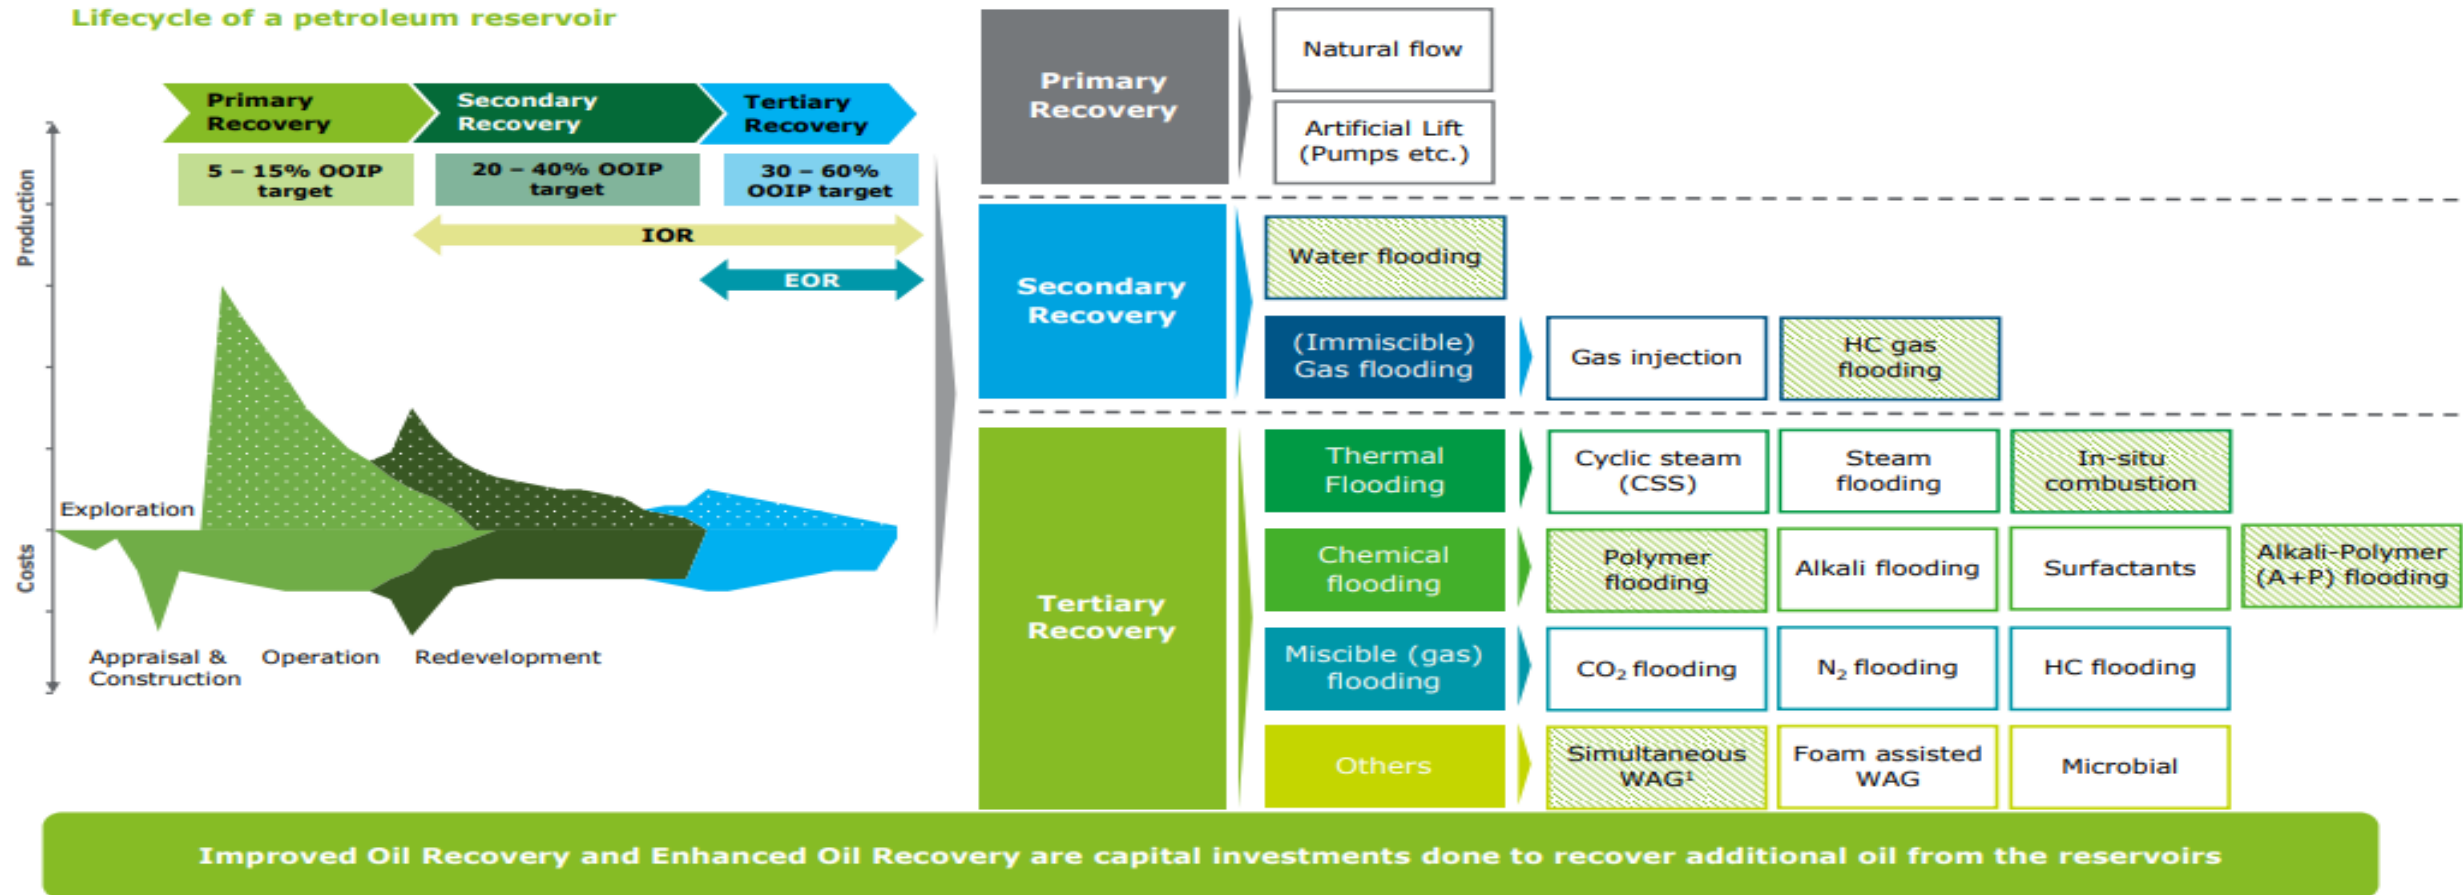 Lifecycle of a petroleum reservoir
Primary
Recovery
Secondary
Recovery
Tertiary
Recovery
5 – 15% OOIP
target
20 – 40% OOIP
target
30 – 60%
OOIP target
IOR
EOR
Production
Costs
Exploration
Appraisal &
Construction
Operation
Redevelopment
Primary
Recovery
Natural flow
Artificial Lift
(Pumps etc.)
Secondary
Recovery
Water flooding
(Immiscible)
Gas flooding
Gas injection
HC gas
flooding
Tertiary
Recovery
Thermal
Flooding
Cyclic steam
(CSS)
Steam
flooding
In-situ
combustion
Chemical
flooding
Polymer
flooding
Alkali flooding
Surfactants
Alkali-Polymer
(A+P) flooding
Miscible (gas)
flooding
CO₂ flooding
N₂ flooding
HC flooding
Others
Simultaneous
WAG¹
Foam assisted
WAG
Microbial
Improved Oil Recovery and Enhanced Oil Recovery are capital investments done to recover additional oil from the reservoirs